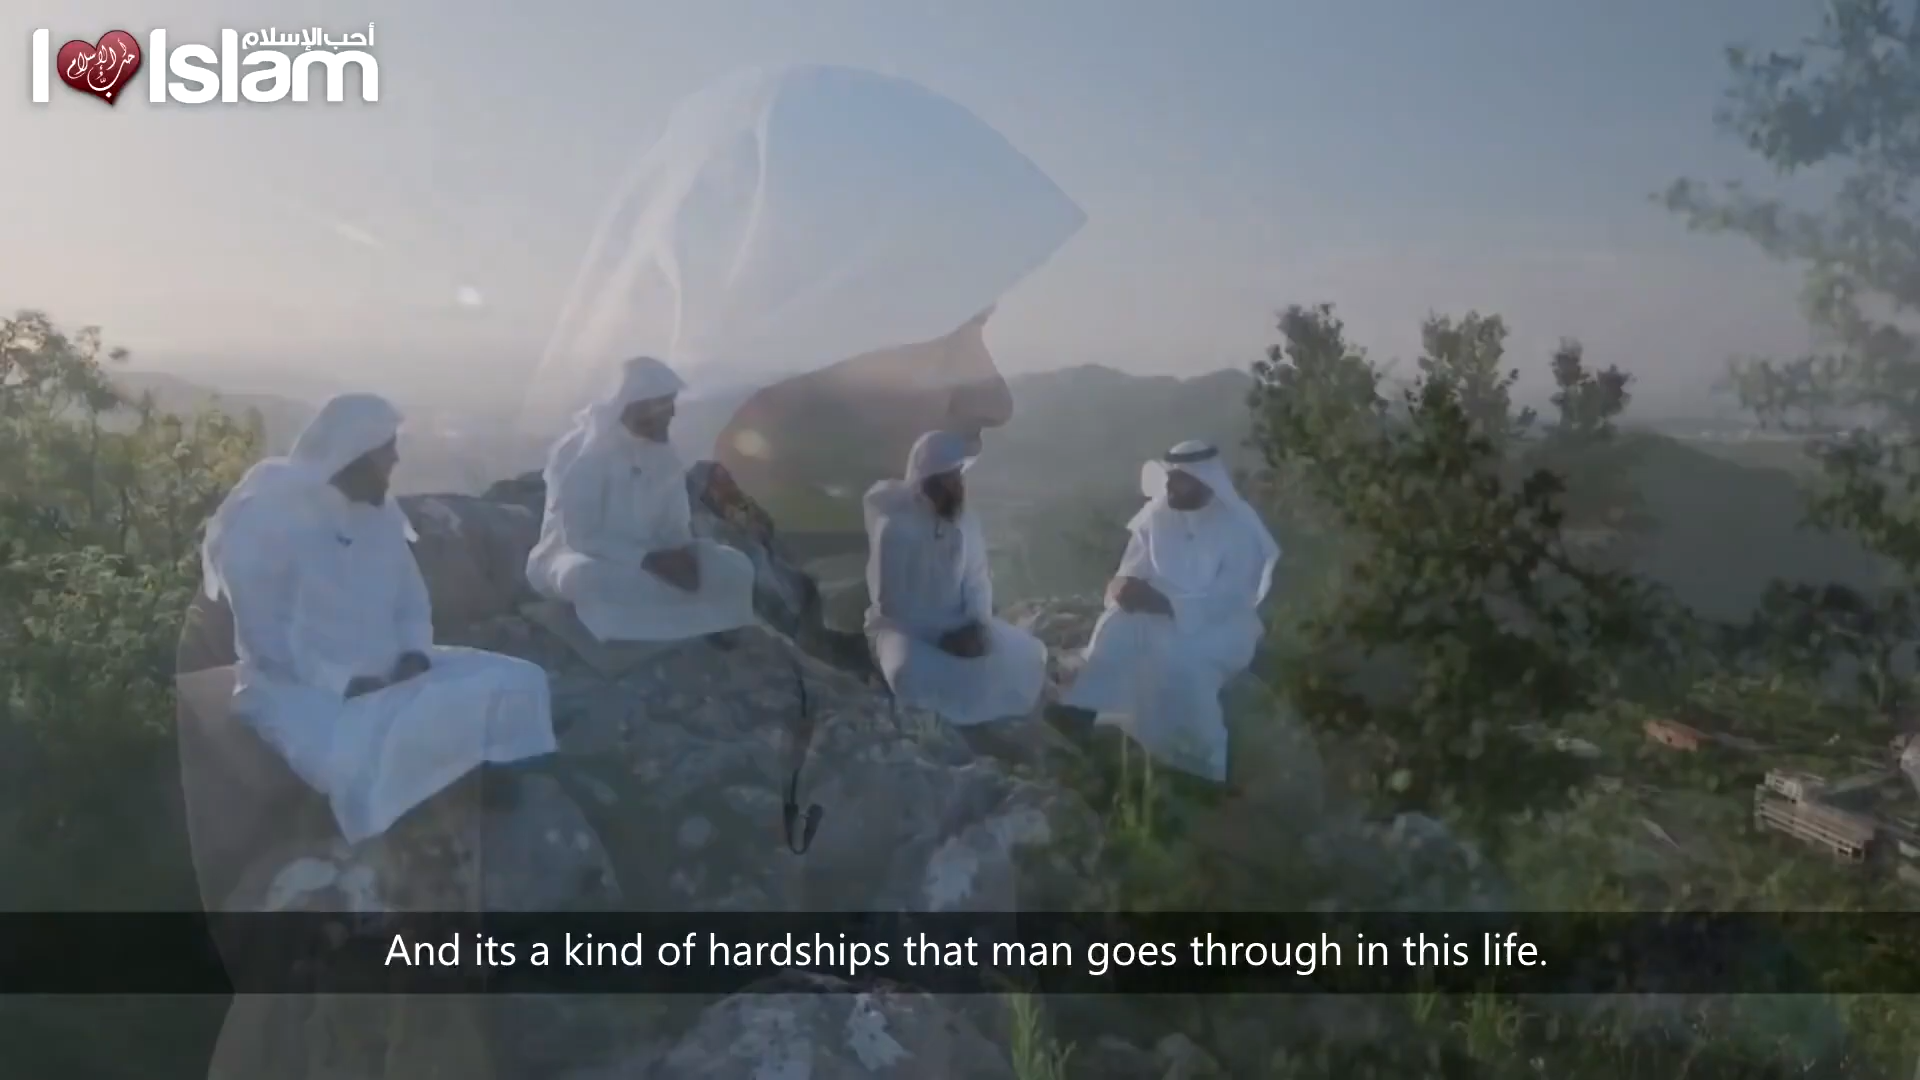 أحب الإسلام
I Islam
And its a kind of hardships that man goes through in this life.